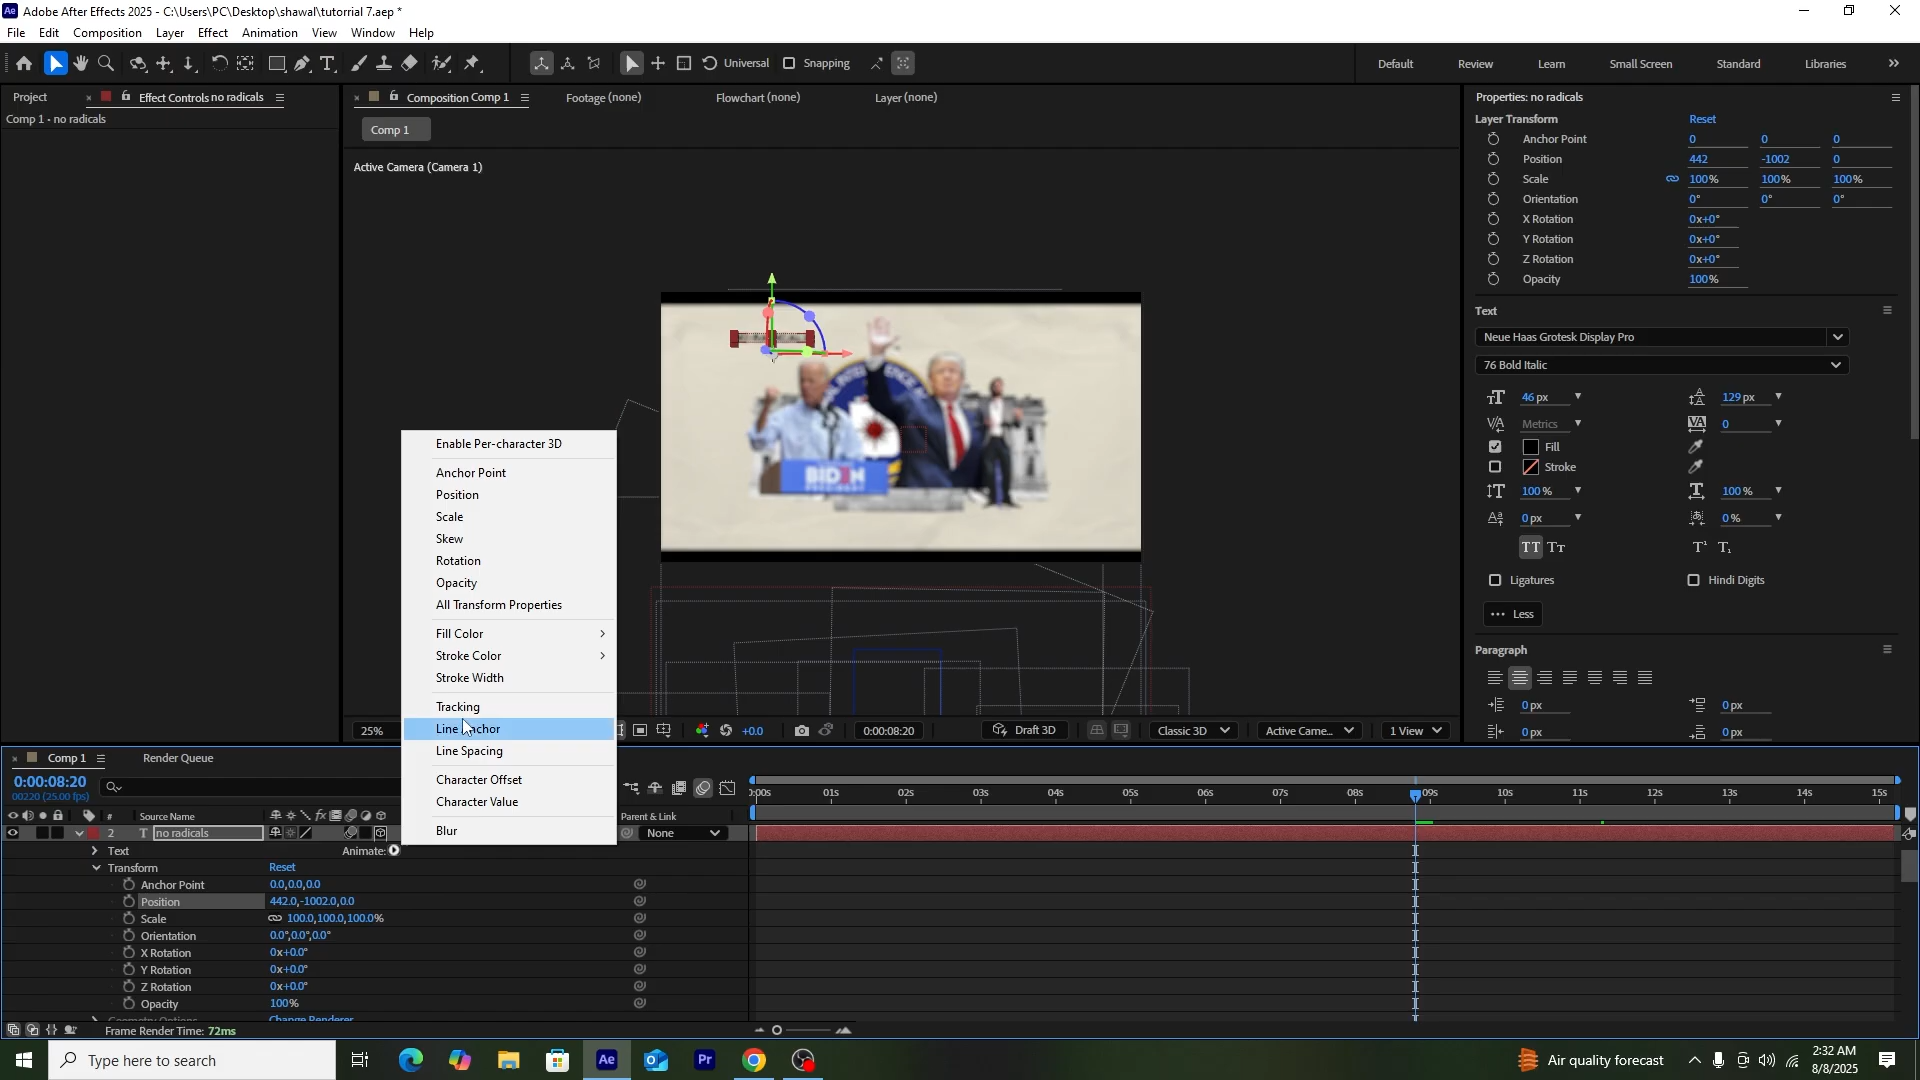 Adobe After Effects 2025 - C:\Users\PC\Desktop\shawal\tutorrial 7.aep *
File Edit Composition Layer Effect Animation View Window Help
Universal Snapping Default Review Learn Small Screen Standard Libraries
Project Effect Controls no radicals
Comp 1 - no radicals
Composition Comp 1 Footage (none) Flowchart (none) Layer (none)
Comp 1
Active Camera (Camera 1)
BIDEN
PRESIDENT
Properties: no radicals
Layer Transform Reset
Anchor Point 0 0 0
Position 442 -1002 0
Scale 100% 100% 100%
Orientation 0° 0° 0°
X Rotation 0x+0°
Y Rotation 0x+0°
Z Rotation 0x+0°
Opacity 100%
Text
Neue Haas Grotesk Display Pro
76 Bold Italic
46 px 129 px
Metrics 0
Fill
Stroke
100 % 100 %
0 px 0 %
TT Tт T¹ T₁
Ligatures Hindi Digits
Less
Paragraph
0 px 0 px
0 px 0 px
Enable Per-character 3D
Anchor Point
Position
Scale
Skew
Rotation
Opacity
All Transform Properties
Fill Color
Stroke Color
Stroke Width
Tracking
Line Anchor
Line Spacing
Character Offset
Character Value
Blur
25% +0.0 0:00:08:20 Draft 3D Classic 3D Active Came... 1 View
Comp 1 Render Queue
0:00:08:20
00220 (25.00 fps)
:00s 01s 02s 03s 04s 05s 06s 07s 08s 09s 10s 11s 12s 13s 14s 15s
# Source Name Parent & Link
2 T no radicals None
Text Animate:
Transform Reset
Anchor Point 0.0,0.0,0.0
Position 442.0,-1002.0,0.0
Scale 100.0,100.0,100.0%
Orientation 0.0°,0.0°,0.0°
X Rotation 0x+0.0°
Y Rotation 0x+0.0°
Z Rotation 0x+0.0°
Opacity 100%
Geometry Options Change Renderer
Frame Render Time: 72ms
Type here to search
Air quality forecast
2:32 AM
8/8/2025